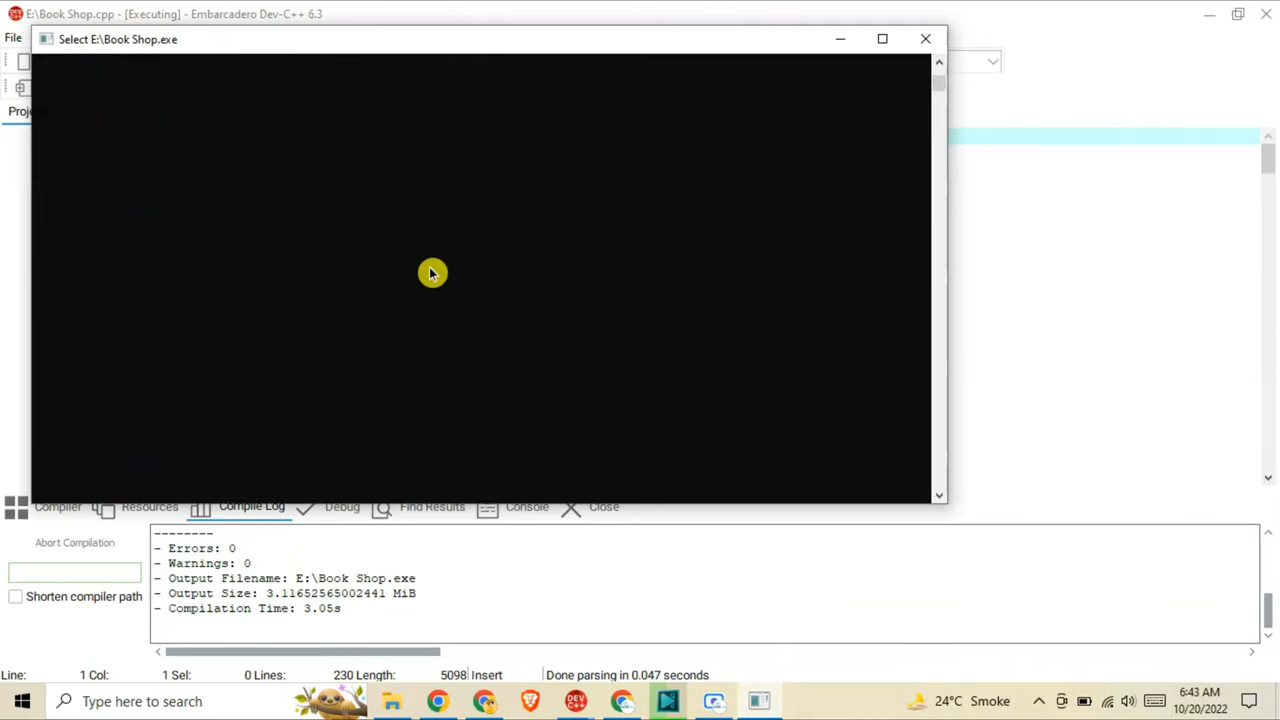 E:\Book Shop.cpp - [Executing] - Embarcadero Dev-C++ 6.3
File
Select E:\Book Shop.exe
Proj
Compiler
Resources
Compile Log
Debug
Find Results
Console
Close
Abort Compilation
Shorten compiler path
--------
- Errors: 0
- Warnings: 0
- Output Filename: E:\Book Shop.exe
- Output Size: 3.11652565002441 MiB
- Compilation Time: 3.05s
Line: 1 Col: 1 Sel: 0 Lines: 230 Length: 5098 Insert Done parsing in 0.047 seconds
Type here to search
DEV
C++
24°C Smoke
6:43 AM
10/20/2022